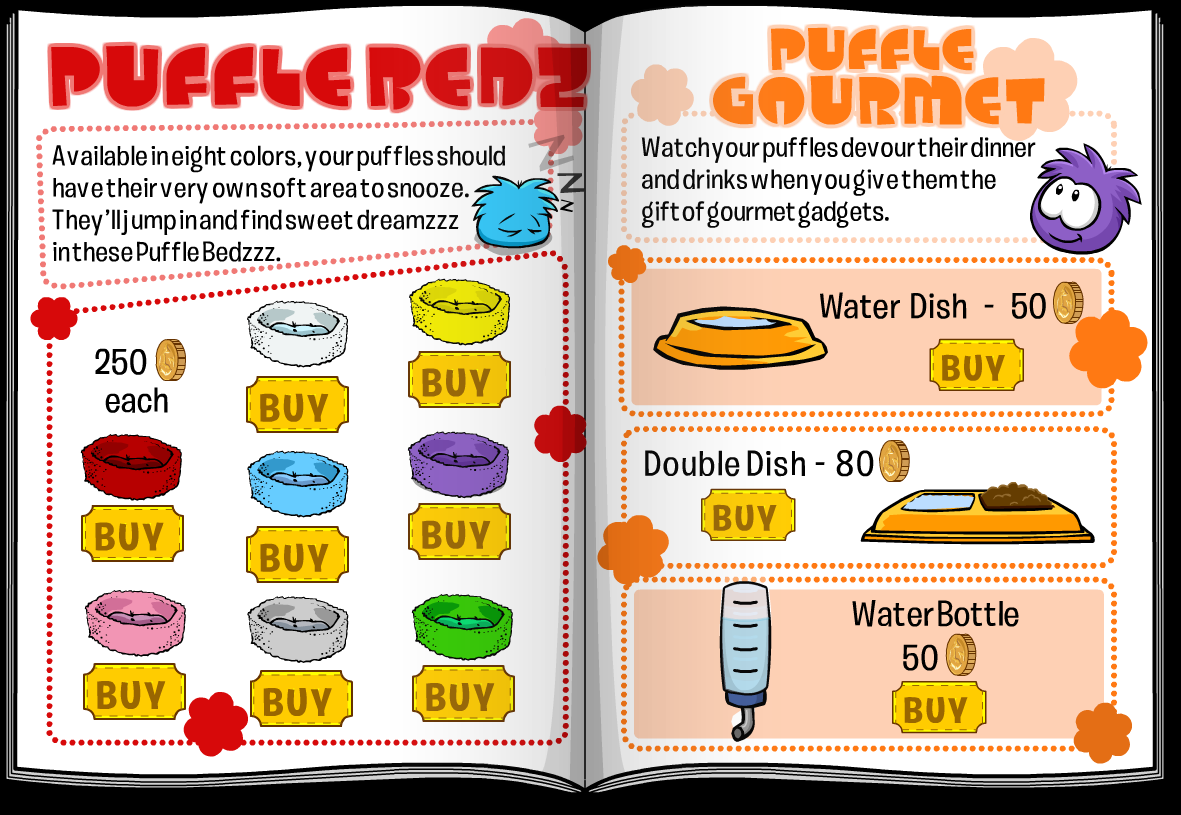 PUFFLE BEDZ
Available in eight colors, your puffles should
have their very own soft area to snooze.
They'll jump in and find sweet dreamzzz
in these Puffle Bedzzz.
Z
Z
Z
250
each
BUY
BUY
BUY
BUY
BUY
BUY
BUY
BUY
PUFFLE
GOURMET
Watch your puffles devour their dinner
and drinks when you give them the
gift of gourmet gadgets.
Water Dish - 50
BUY
Double Dish - 80
BUY
Water Bottle
50
BUY